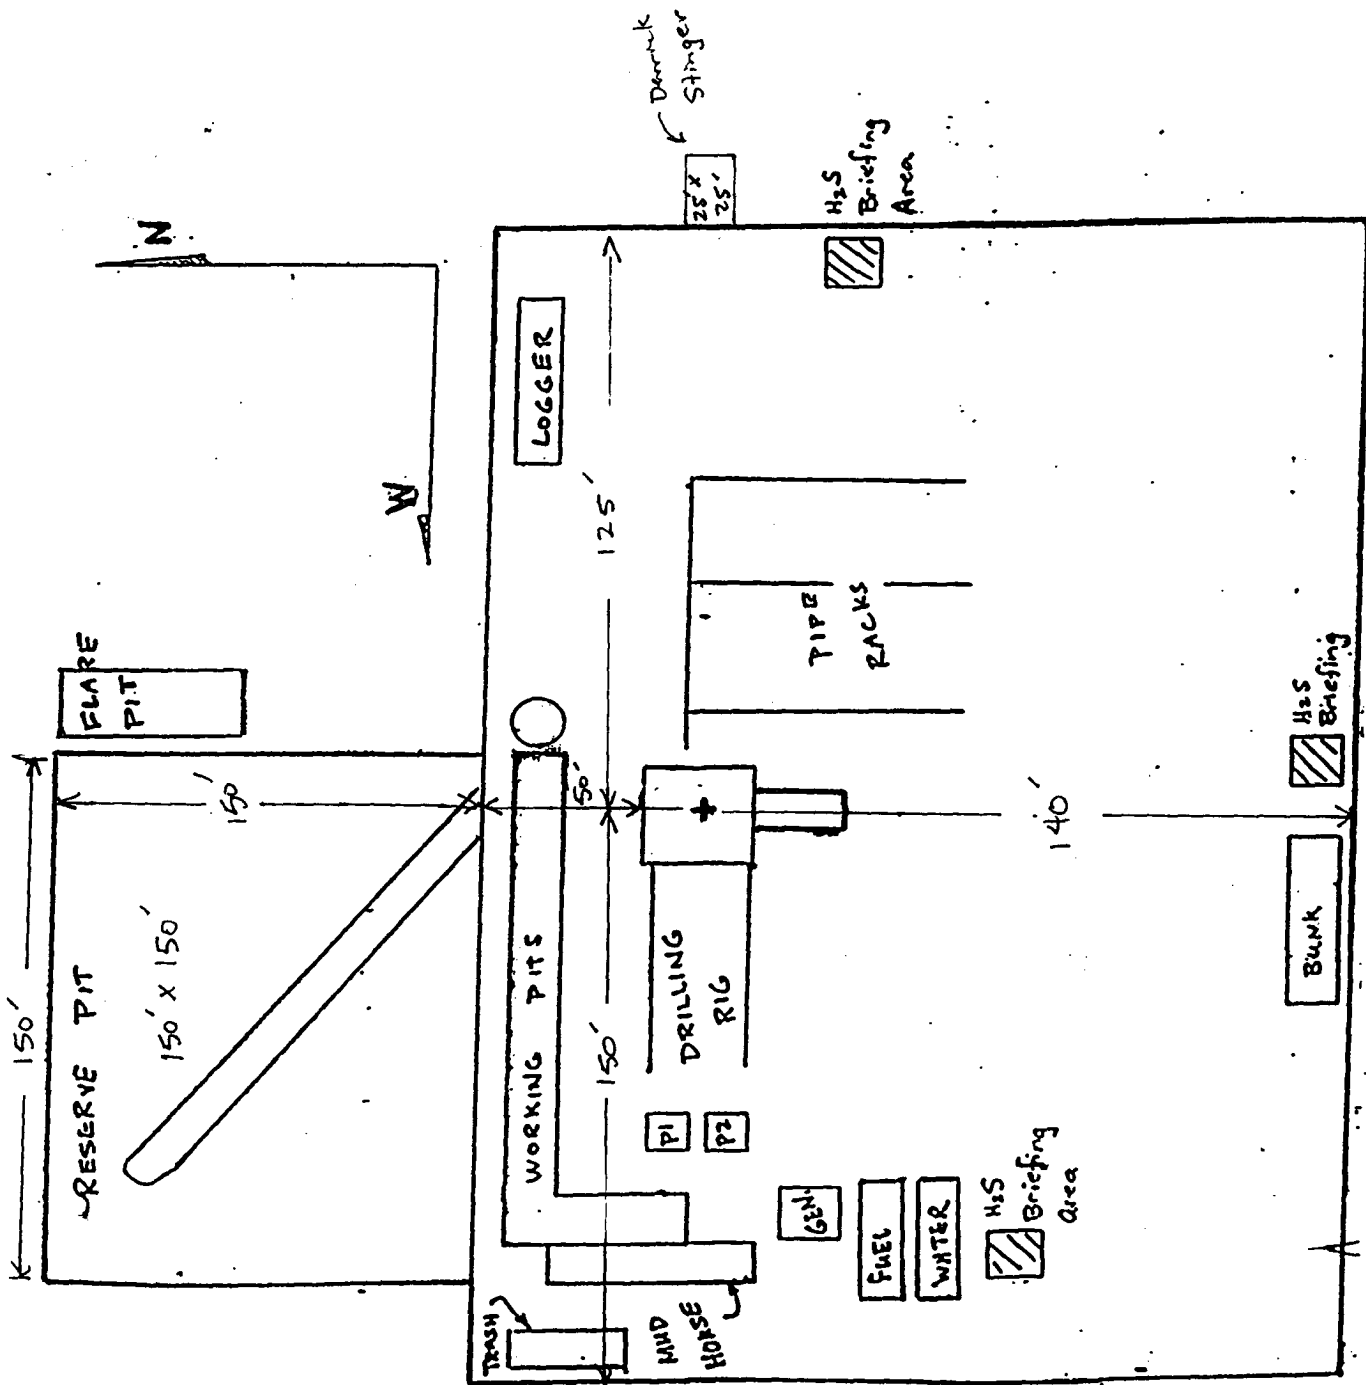 Derrick
Stinger
25' x
25'
N
W
H2S
Briefing
Area
LOGGER
125'
FLARE
PIT
PIPE
RACKS
150'
150'
RESERVE PIT
150' x 150'
50'
140'
H2S
Briefing
WORKING PITS
DRILLING
RIG
150'
BUNK
P1
P2
GEN.
FUEL
WATER
H2S
Briefing
Area
TRASH
MUD
HOUSE